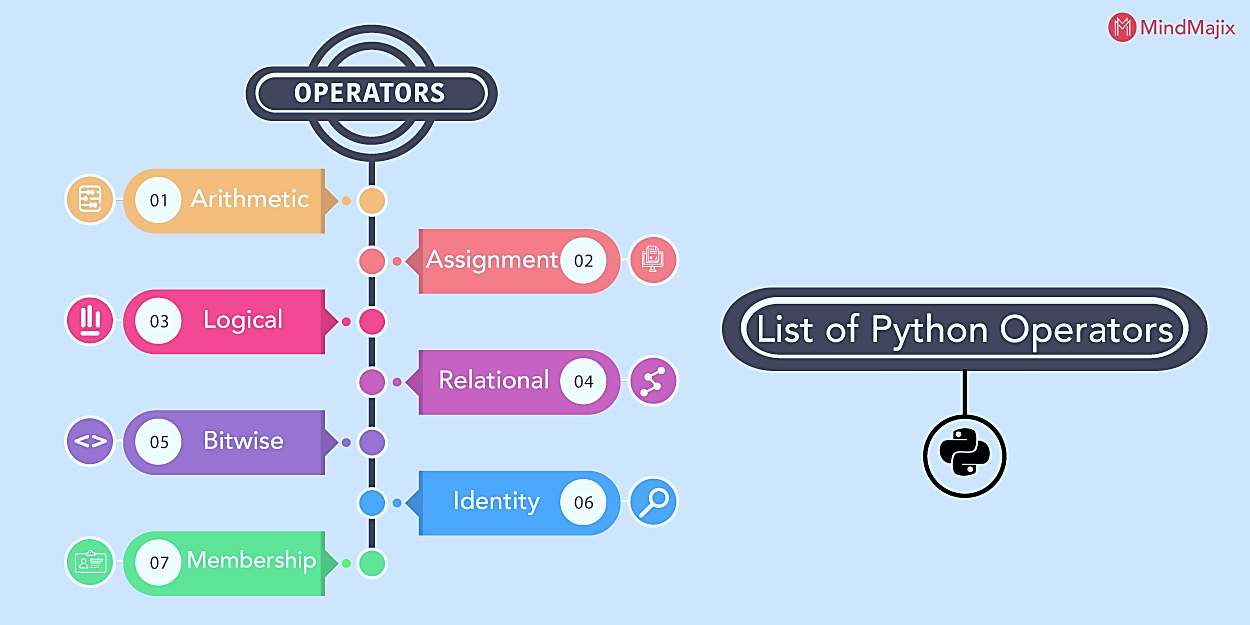 MindMajix
OPERATORS
01 Arithmetic
Assignment 02
03 Logical
Relational 04
05 Bitwise
Identity 06
07 Membership
List of Python Operators